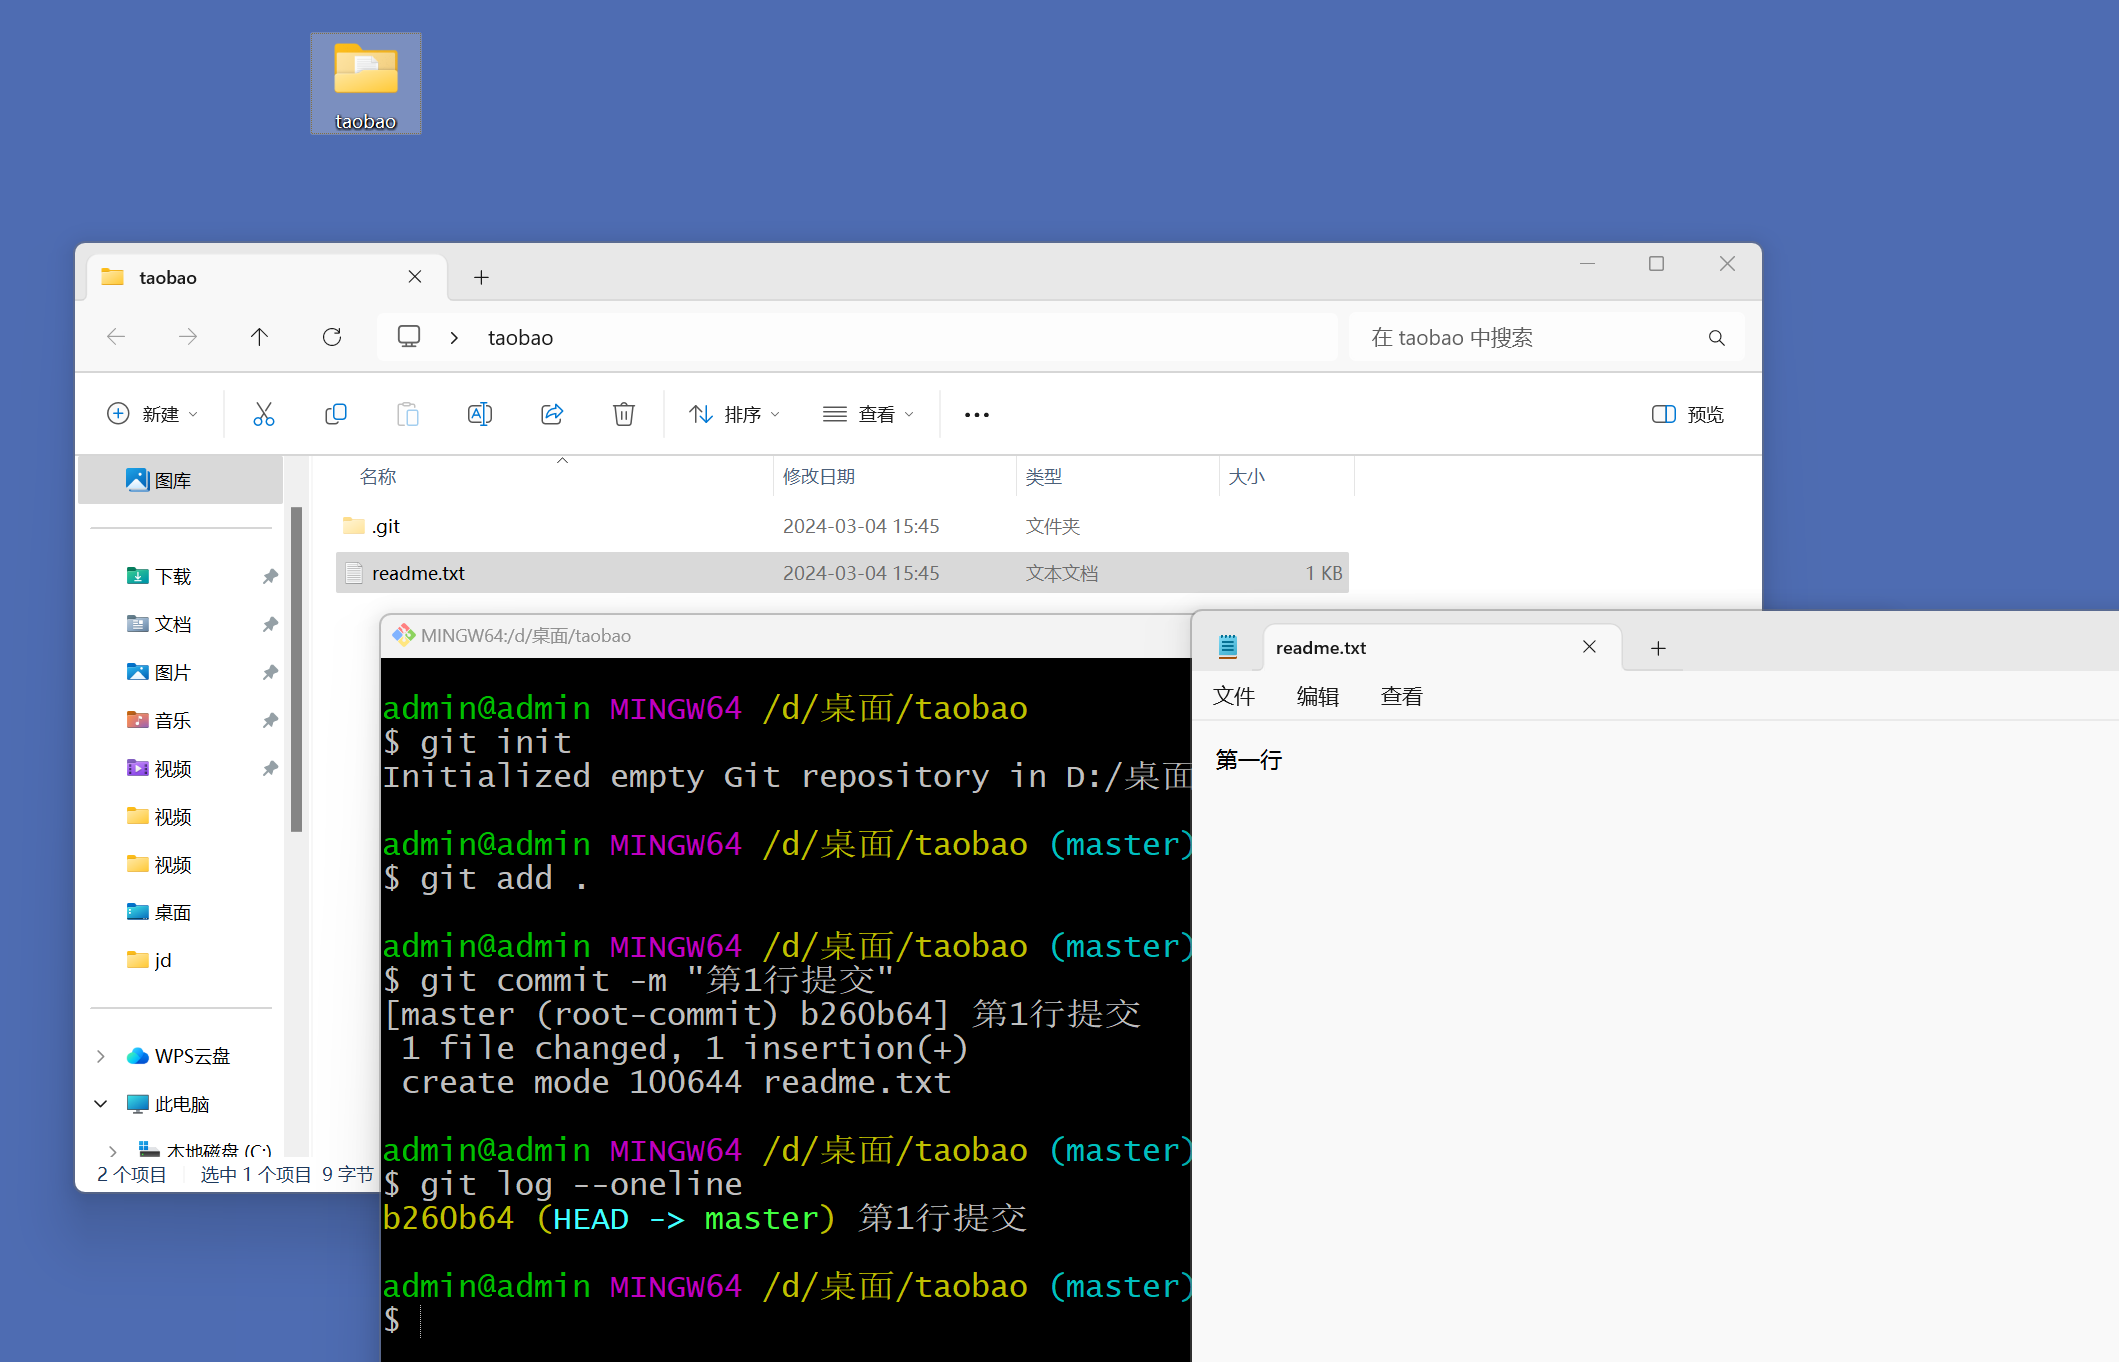 taobao
taobao
taobao
在 taobao 中搜索
新建
排序
查看
预览
图库
下载
文档
图片
音乐
视频
视频
视频
桌面
jd
WPS云盘
此电脑
本地磁盘 (C:)
名称 修改日期 类型 大小
.git 2024-03-04 15:45 文件夹
readme.txt 2024-03-04 15:45 文本文档 1 KB
2 个项目 选中 1 个项目 9 字节
MINGW64:/d/桌面/taobao
admin@admin MINGW64 /d/桌面/taobao
$ git init
Initialized empty Git repository in D:/桌面
admin@admin MINGW64 /d/桌面/taobao (master)
$ git add .
admin@admin MINGW64 /d/桌面/taobao (master)
$ git commit -m "第1行提交"
[master (root-commit) b260b64] 第1行提交
1 file changed, 1 insertion(+)
create mode 100644 readme.txt
admin@admin MINGW64 /d/桌面/taobao (master)
$ git log --oneline
b260b64 (HEAD -> master) 第1行提交
admin@admin MINGW64 /d/桌面/taobao (master)
$
readme.txt
文件 编辑 查看
第一行